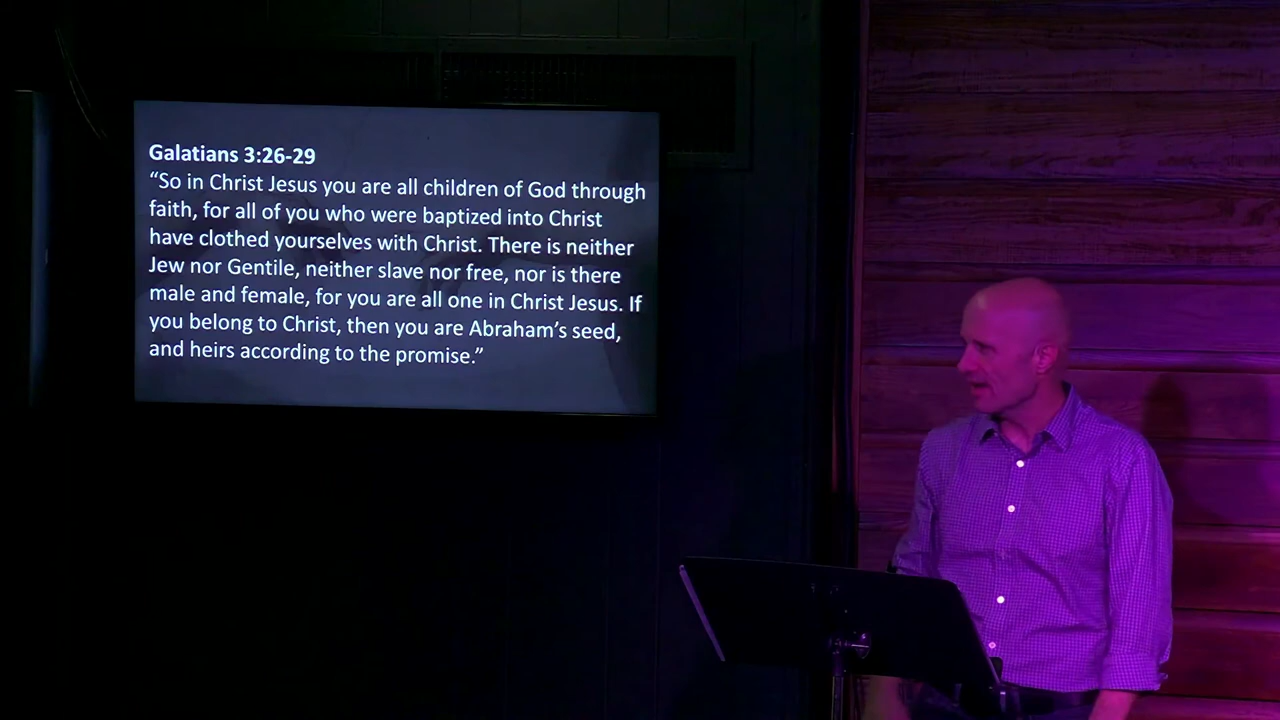 Galatians 3:26-29
“So in Christ Jesus you are all children of God through
faith, for all of you who were baptized into Christ
have clothed yourselves with Christ. There is neither
Jew nor Gentile, neither slave nor free, nor is there
male and female, for you are all one in Christ Jesus. If
you belong to Christ, then you are Abraham’s seed,
and heirs according to the promise.”